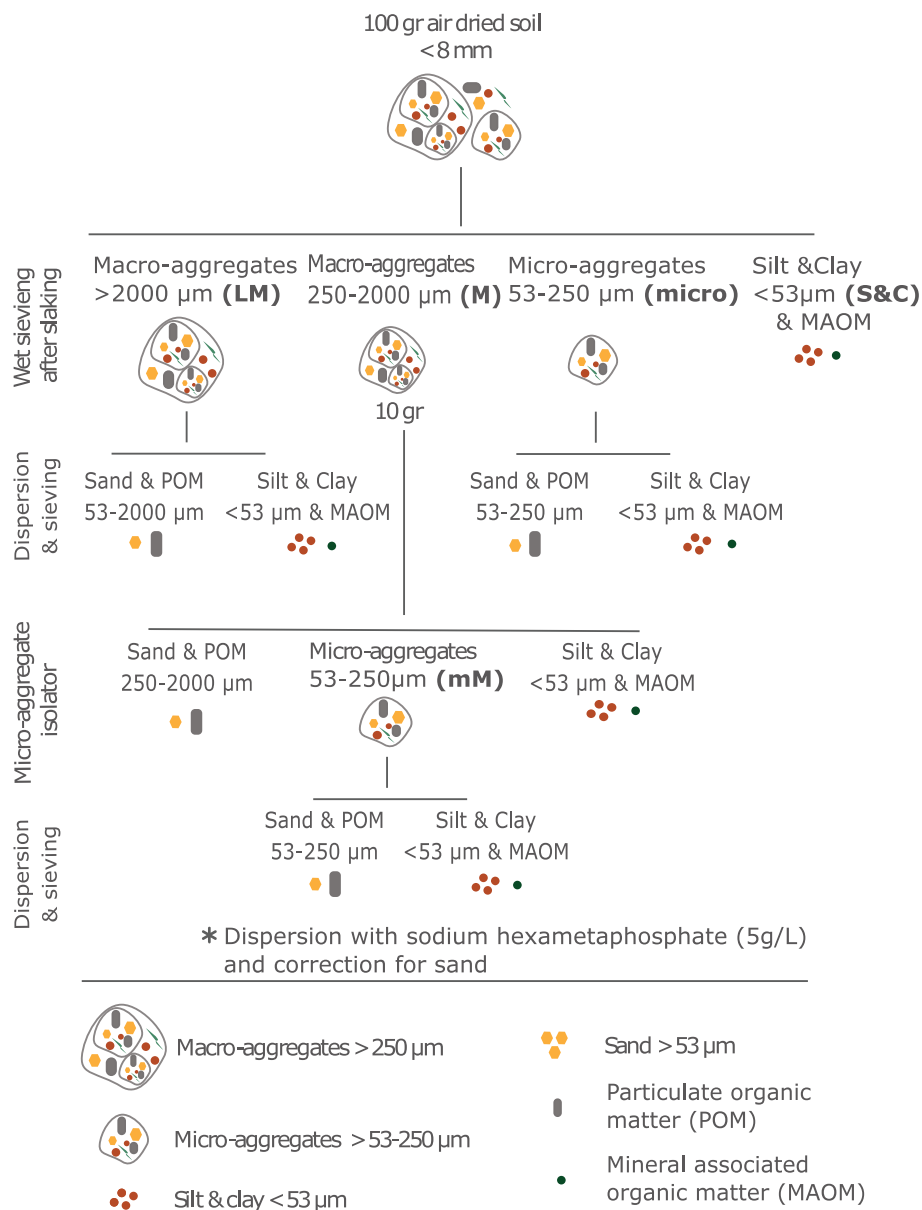 100 gr air dried soil
<8 mm
Wet sievieng
after slaking
Macro-aggregates
>2000 µm (LM)
Macro-aggregates
250-2000 µm (M)
Micro-aggregates
53-250 µm (micro)
Silt &Clay
<53µm (S&C)
& MAOM
10 gr
Dispersion
& sieving
Sand & POM
53-2000 µm
Silt & Clay
<53 µm & MAOM
Sand & POM
53-250 µm
Silt & Clay
<53 µm & MAOM
Micro-aggregate
isolator
Sand & POM
250-2000 µm
Micro-aggregates
53-250µm (mM)
Silt & Clay
<53 µm & MAOM
Dispersion
& sieving
Sand & POM
53-250 µm
Silt & Clay
<53 µm & MAOM
* Dispersion with sodium hexametaphosphate (5g/L)
and correction for sand
Macro-aggregates > 250 µm
Micro-aggregates > 53-250 µm
Silt & clay < 53 µm
Sand > 53 µm
Particulate organic
matter (POM)
Mineral associated
organic matter (MAOM)